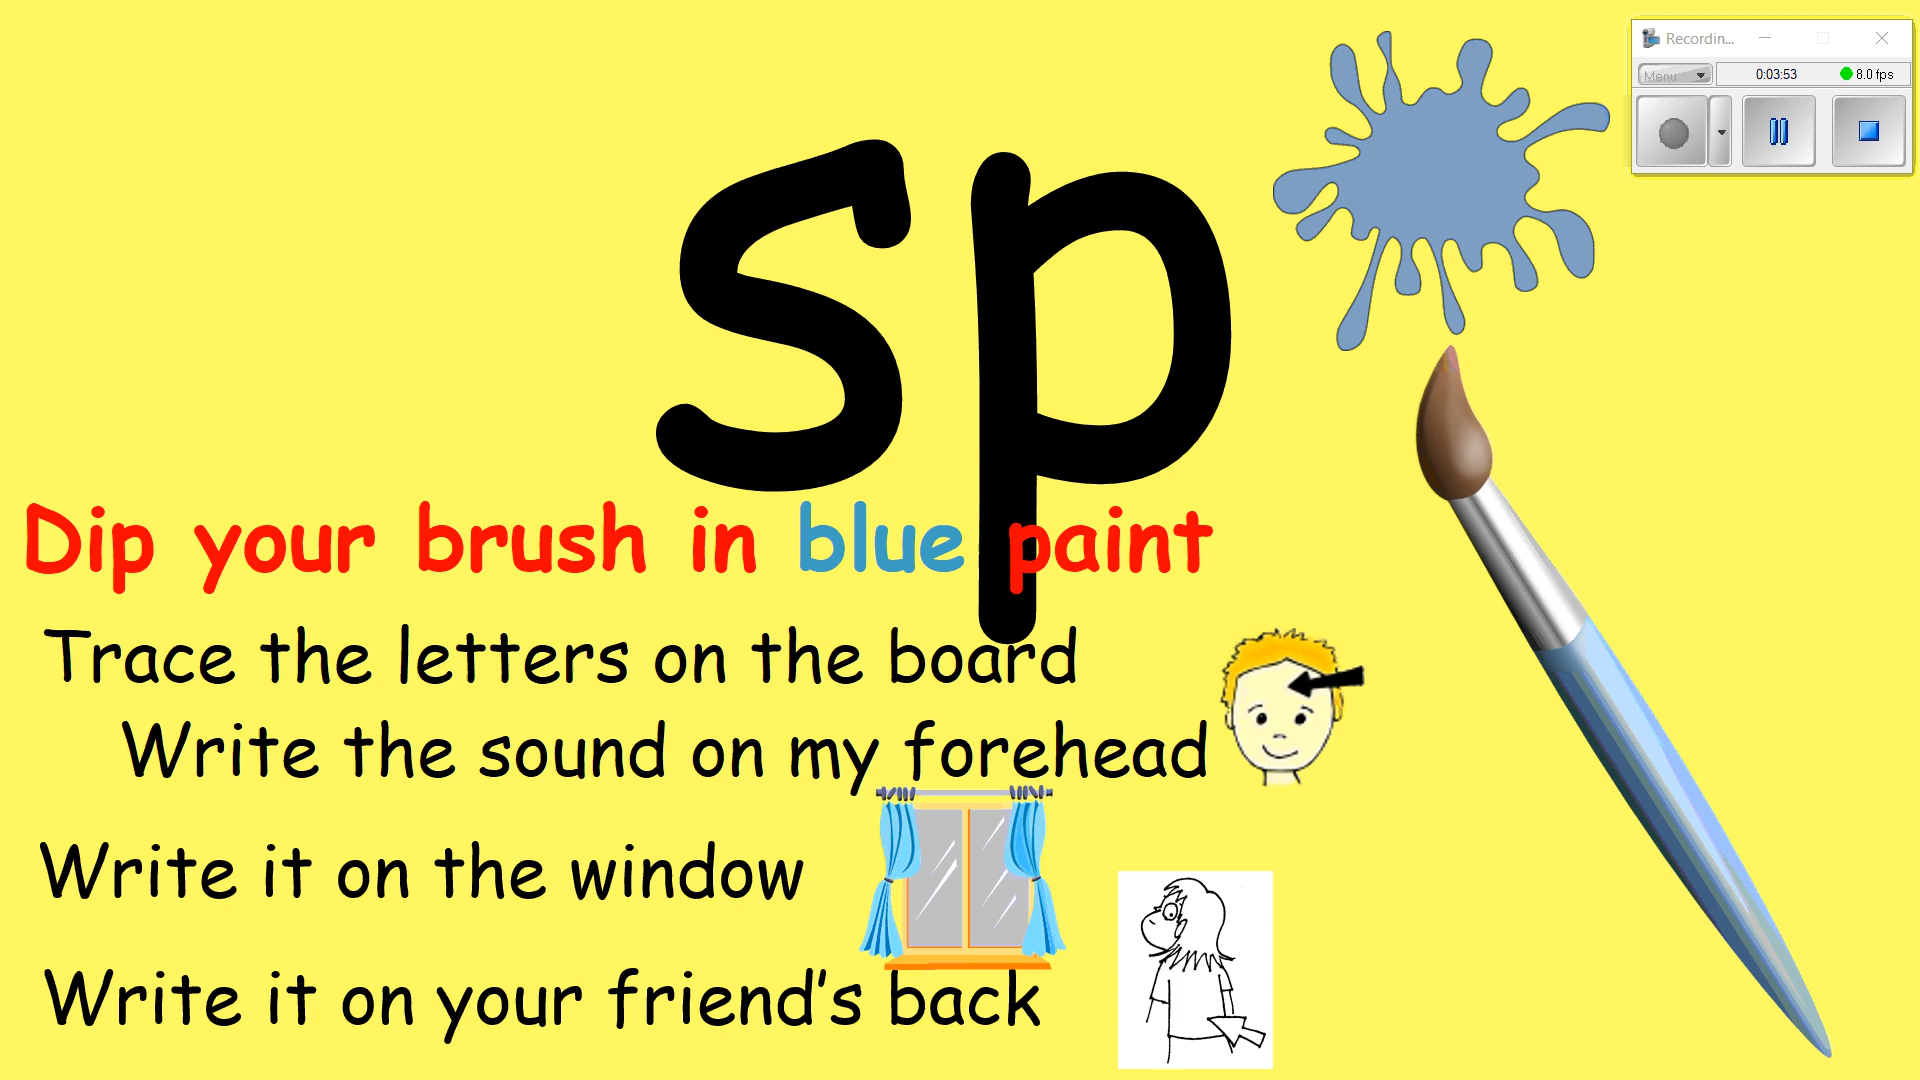 Recordin...
Menu
0:03:53
8.0 fps
sp
Dip your brush in blue paint
Trace the letters on the board
Write the sound on my forehead
Write it on the window
Write it on your friend's back